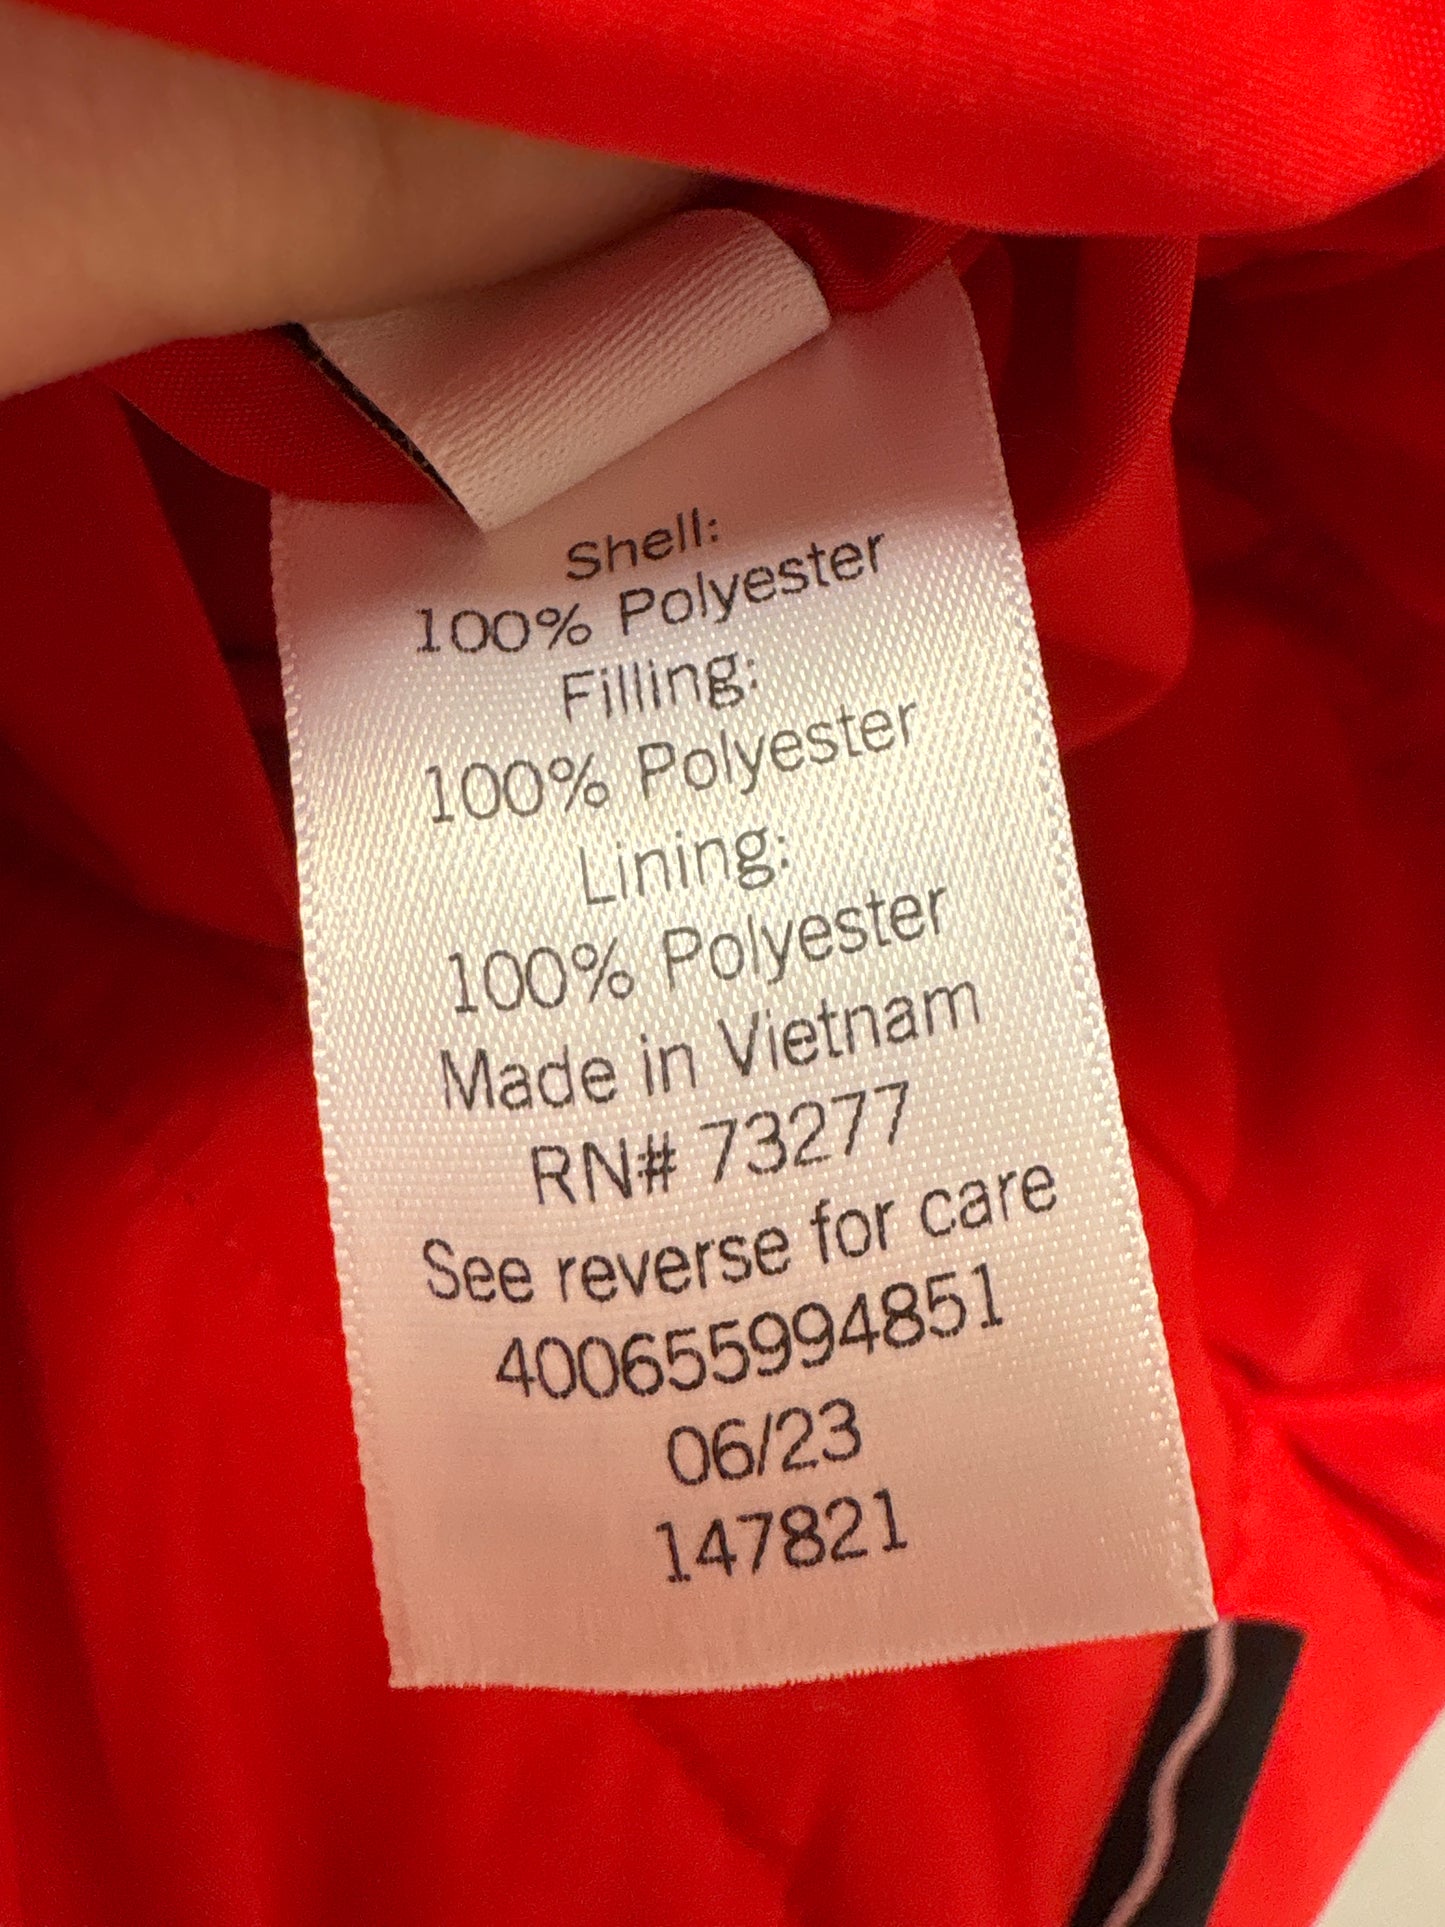 Shell:
100% Polyester
Filling:
100% Polyester
Lining:
100% Polyester
Made in Vietnam
RN# 73277
See reverse for care
400655994851
06/23
147821